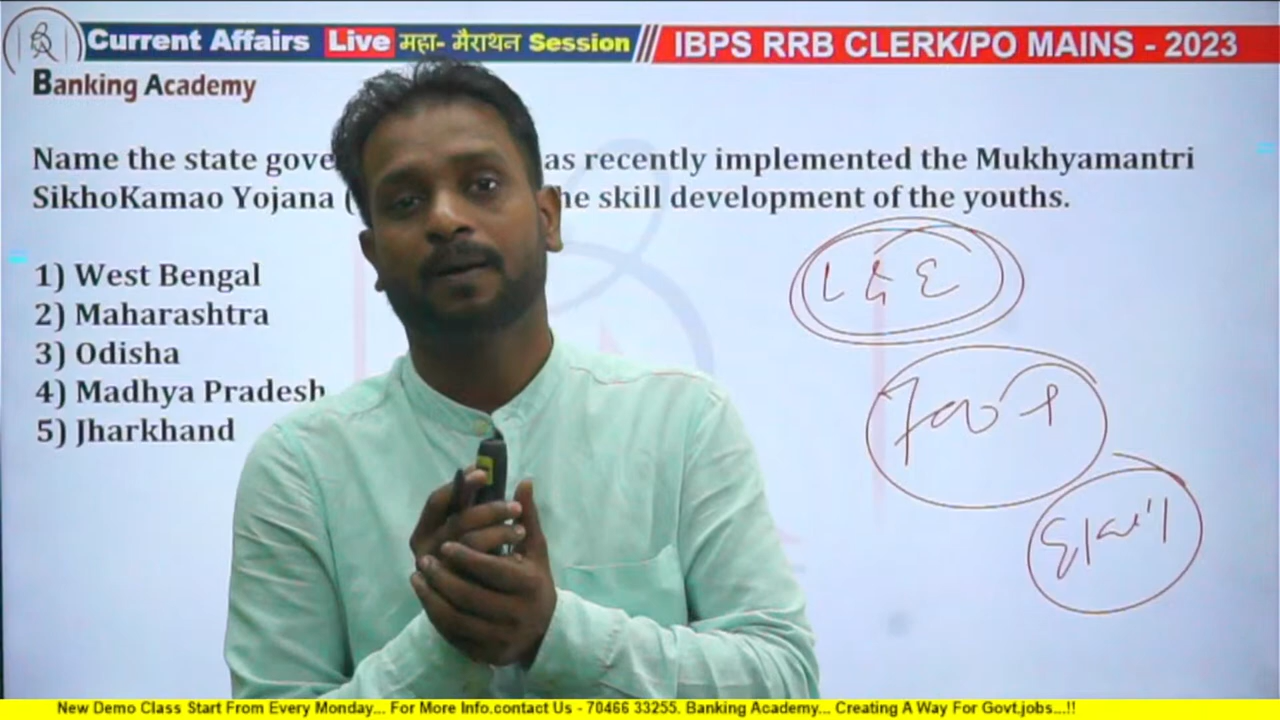 Current Affairs Live महा- मैराथन Session IBPS RRB CLERK/PO MAINS - 2023
Banking Academy
Name the state gove as recently implemented the Mukhyamantri
SikhoKamao Yojana ( he skill development of the youths.
1) West Bengal
2) Maharashtra
3) Odisha
4) Madhya Pradesh
5) Jharkhand
New Demo Class Start From Every Monday... For More Info.contact Us - 70466 33255. Banking Academy... Creating A Way For Govt.jobs...!!